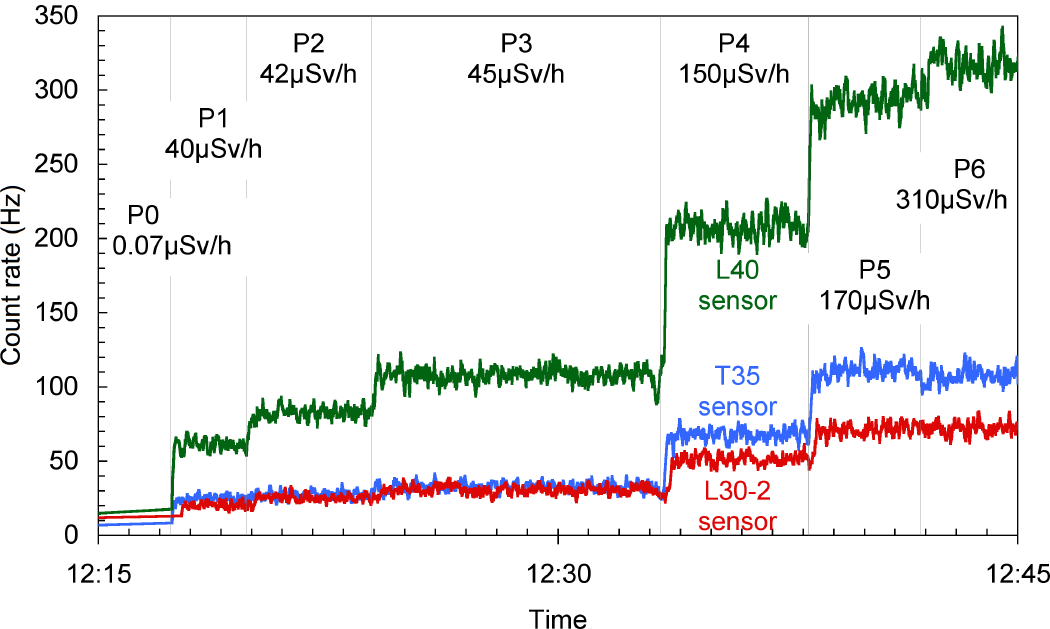 350
300
250
200
150
100
50
0
Count rate (Hz)
P0
0.07µSv/h
P1
40µSv/h
P2
42µSv/h
P3
45µSv/h
P4
150µSv/h
P5
170µSv/h
P6
310µSv/h
L40
sensor
T35
sensor
L30-2
sensor
12:15
12:30
12:45
Time